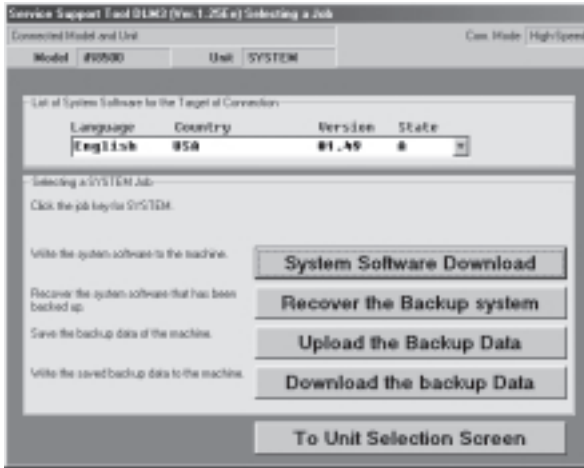 Service Support Tool DLM3 (Ver.1.25Ee) Selecting a Job
Connected Model and Unit
Com. Mode High Speed
Model Unit SYSTEM
List of System Software for the Target of Connection
Language Country Version State
English USA 01.49 A
Selecting a SYSTEM Job
Click the job key for SYSTEM.
Write the system software to the machine.
System Software Download
Recover the system software that has been
backed up.
Recover the Backup system
Save the backup data of the machine.
Upload the Backup Data
Write the saved backup data to the machine.
Download the backup Data
To Unit Selection Screen